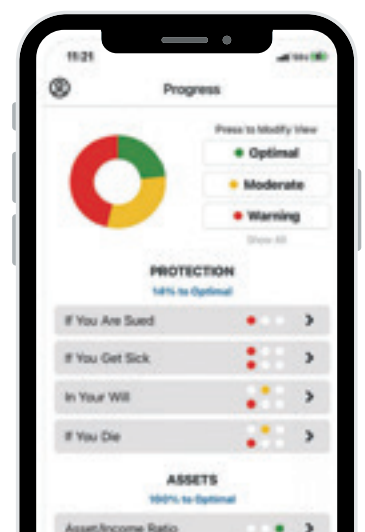 11:21
Progress
Press to Modify View
Optimal
Moderate
Warning
Show All
PROTECTION
14% to Optimal
If You Are Sued
If You Get Sick
In Your Will
If You Die
ASSETS
100% to Optimal
Asset/Income Ratio